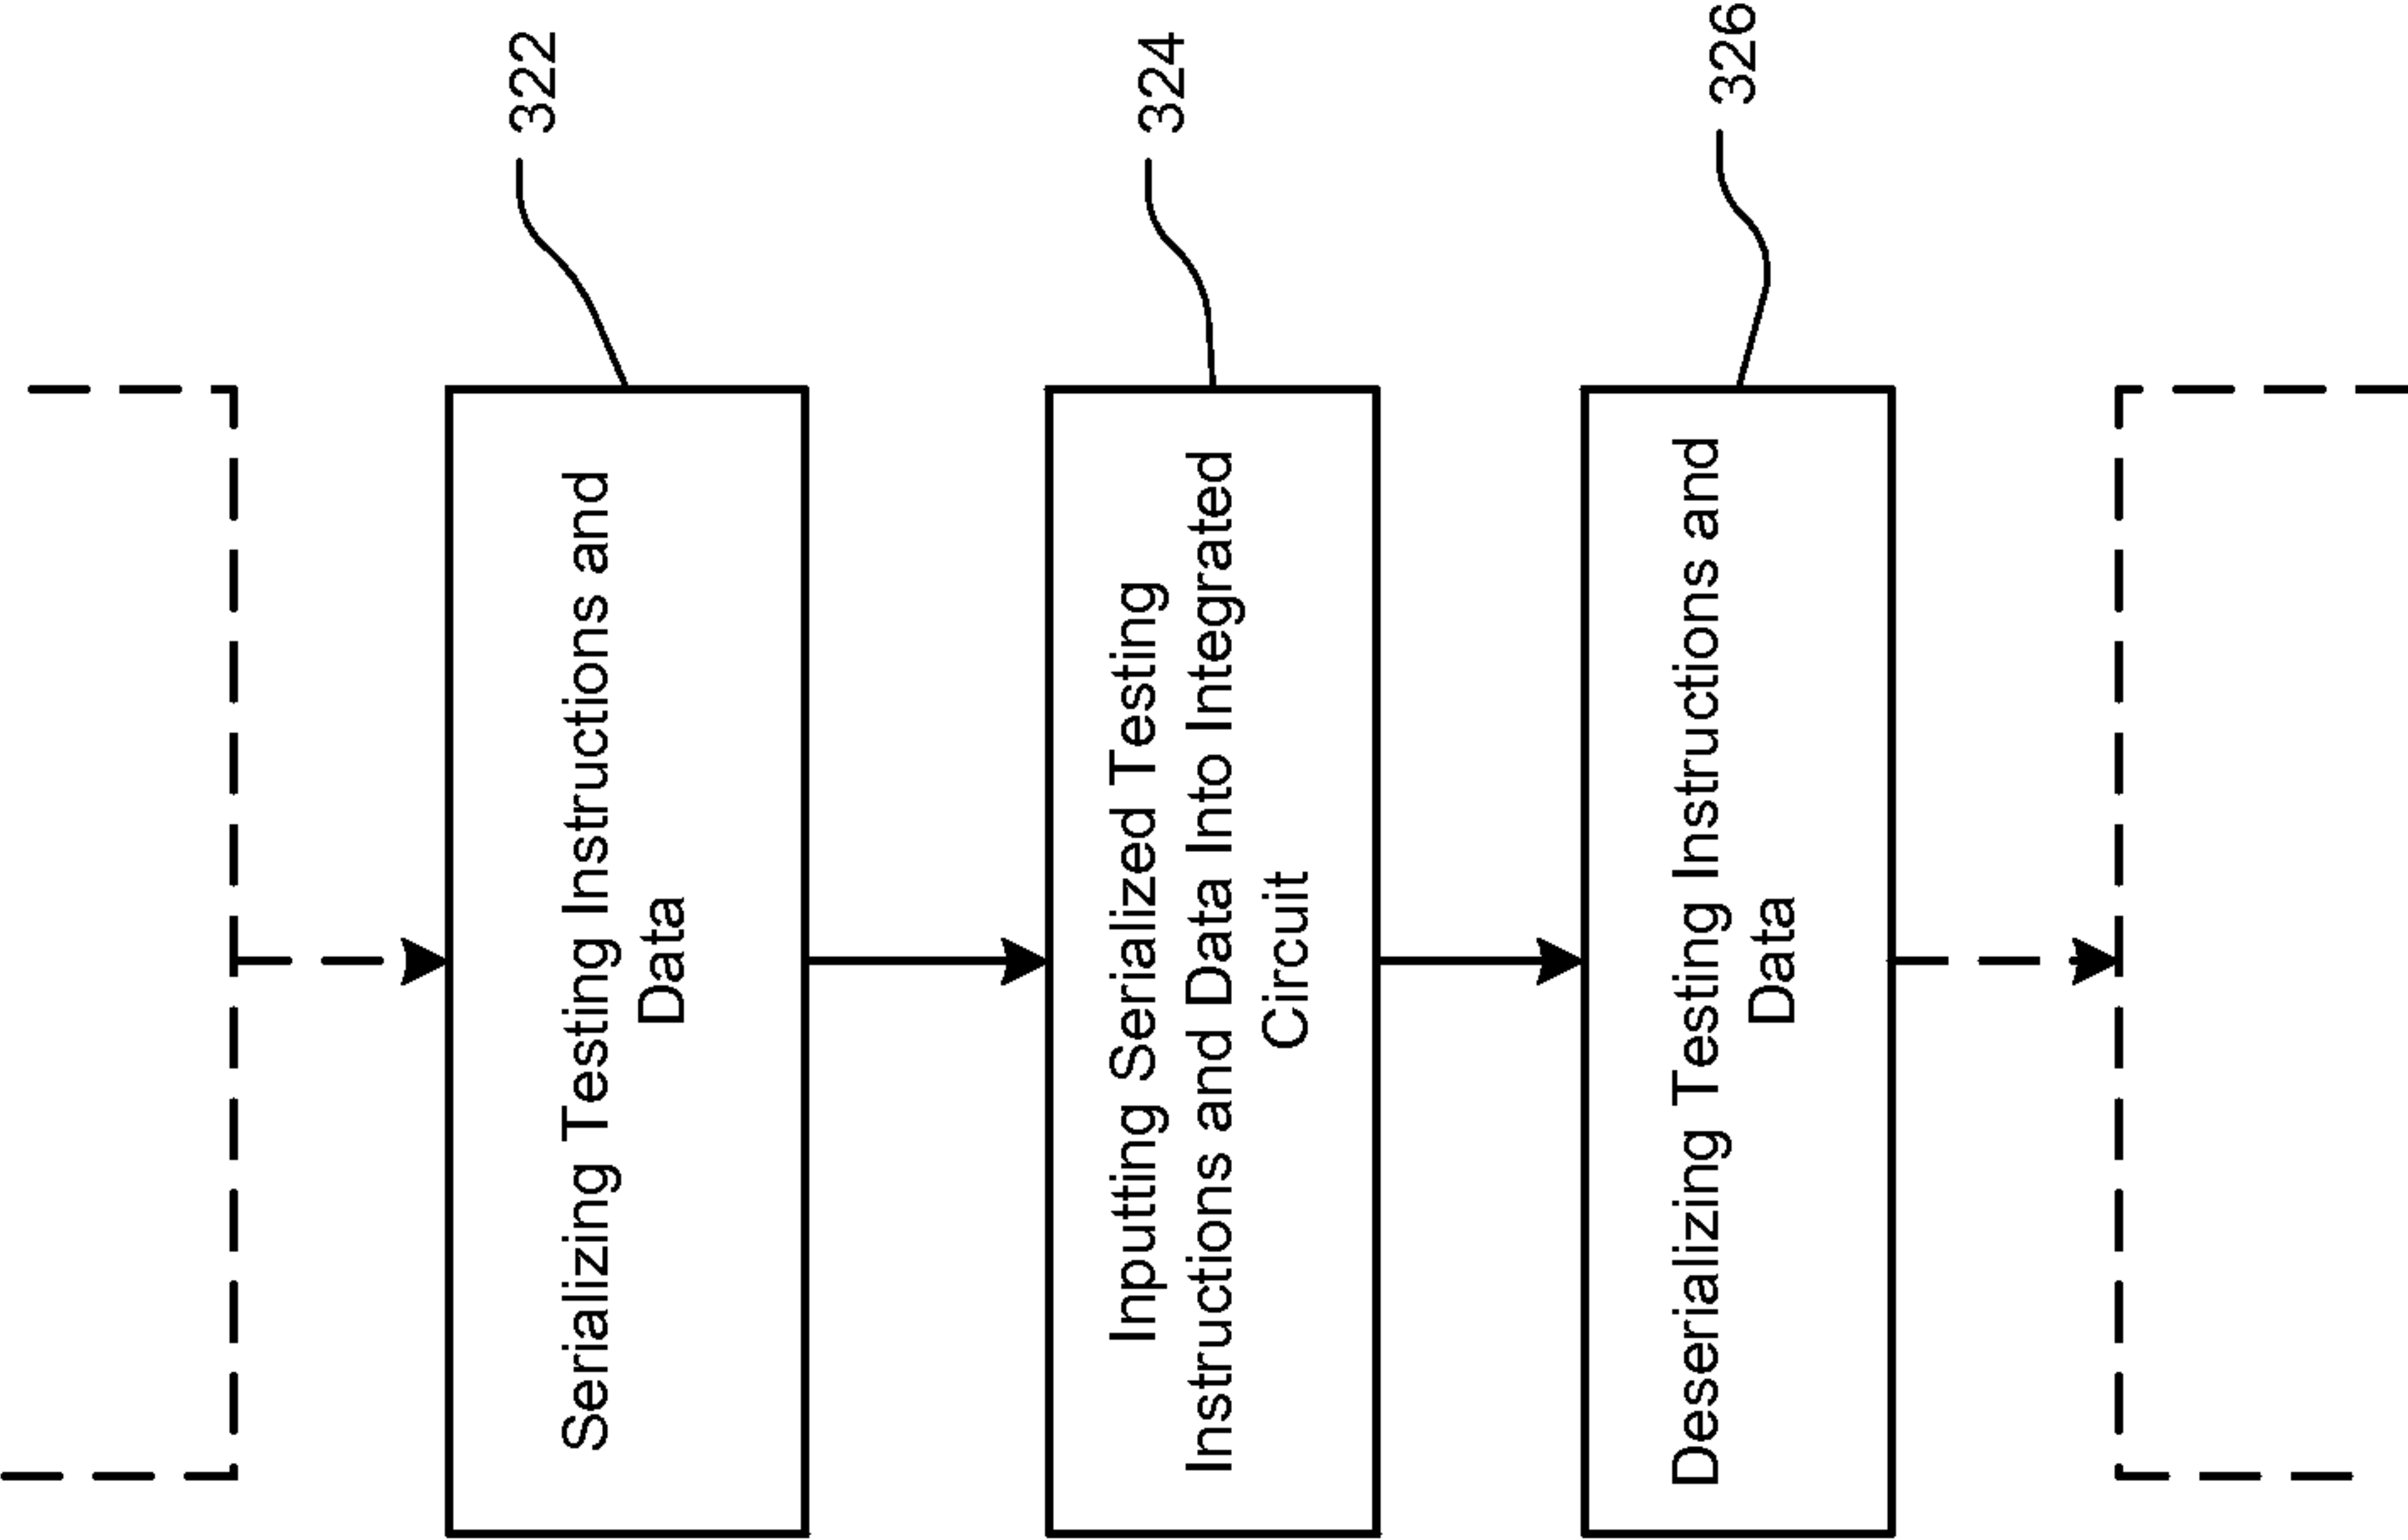 322
Serializing Testing Instructions and
Data
324
Inputting Serialized Testing
Instructions and Data Into Integrated
Circuit
326
Deserializing Testing Instructions and
Data